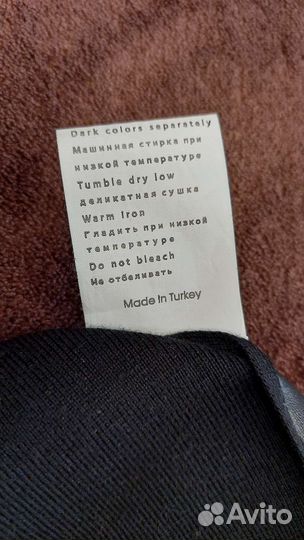 Dark colors separately
Машинная стирка при
низкой температуре
Tumble dry low
деликатная сушка
Warm Iron
Гладить при низкой
температуре
Do not bleach
Не отбеливать
Made In Turkey
Avito